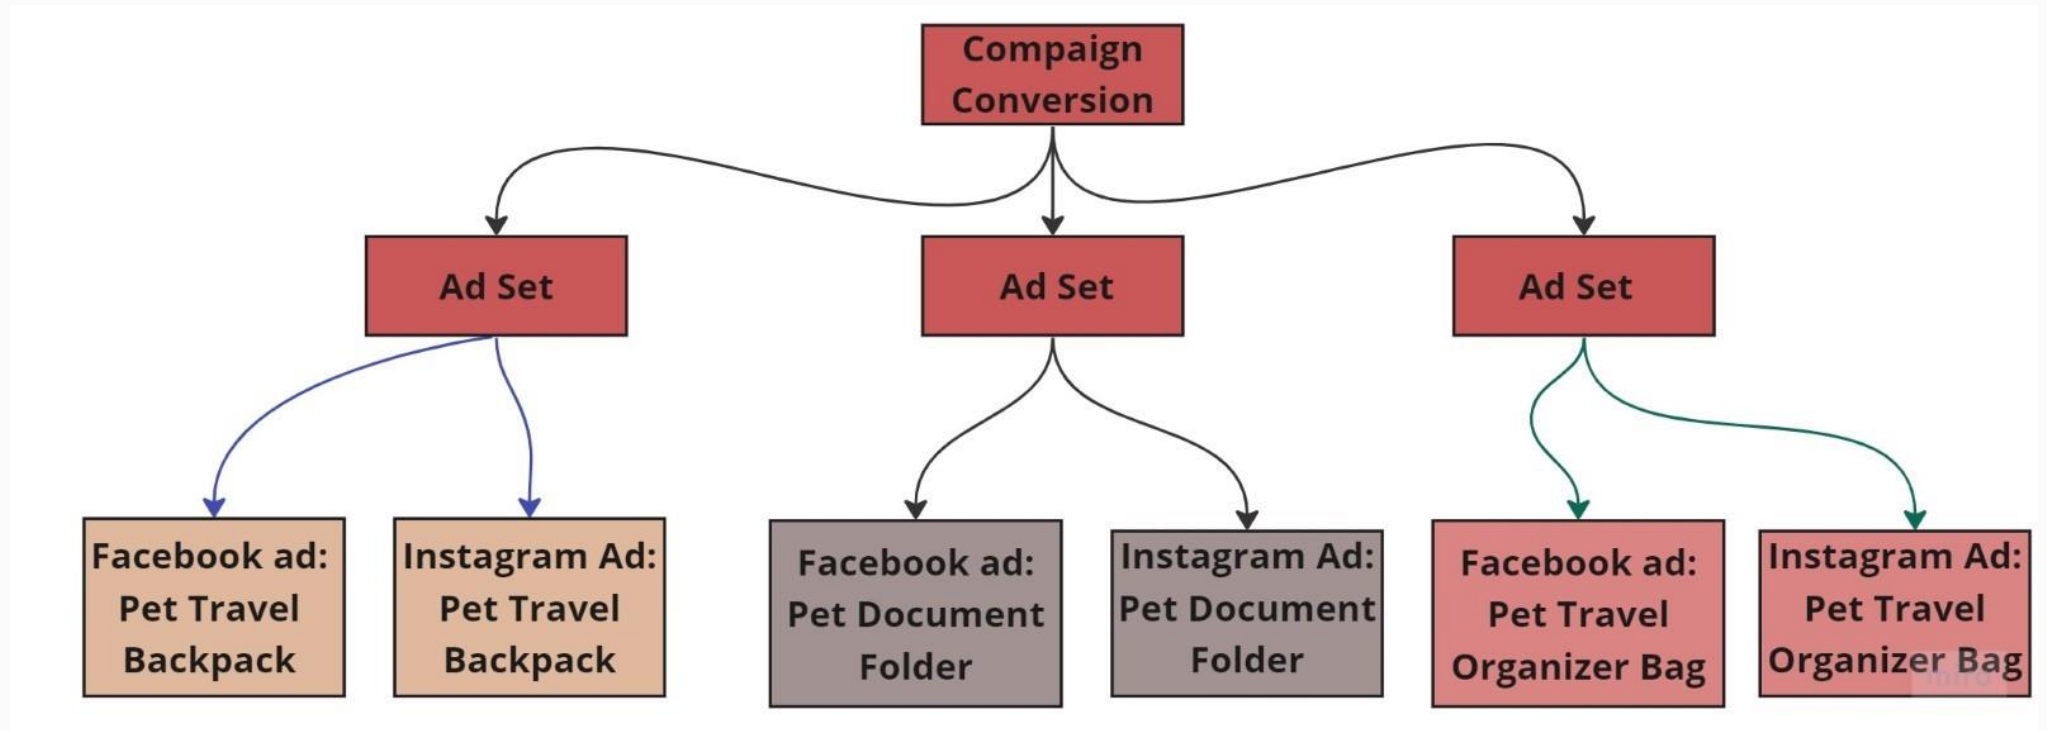 Compaign
Conversion
Ad Set
Ad Set
Ad Set
Facebook ad:
Pet Travel
Backpack
Instagram Ad:
Pet Travel
Backpack
Facebook ad:
Pet Document
Folder
Instagram Ad:
Pet Document
Folder
Facebook ad:
Pet Travel
Organizer Bag
Instagram Ad:
Pet Travel
Organizer Bag
miro